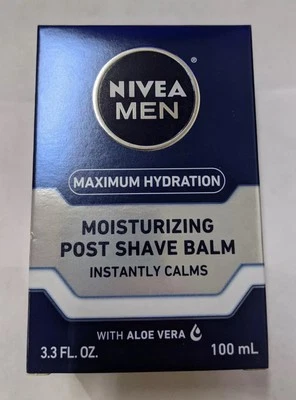 NIVEA
MEN
MAXIMUM HYDRATION
MOISTURIZING
POST SHAVE BALM
INSTANTLY CALMS
WITH ALOE VERA
3.3 FL. OZ. 100 mL